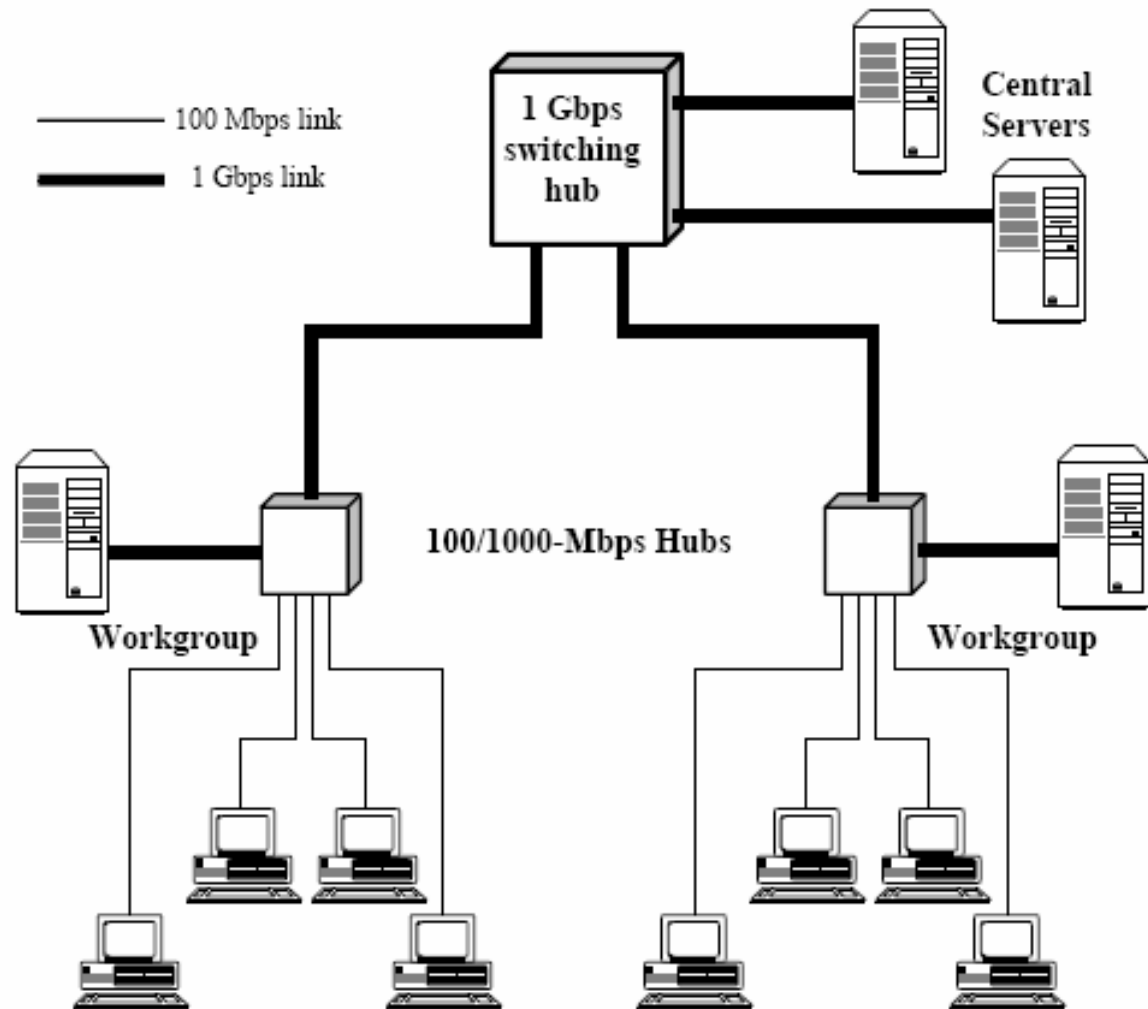 100 Mbps link
1 Gbps link
1 Gbps
switching
hub
Central
Servers
100/1000-Mbps Hubs
Workgroup
Workgroup